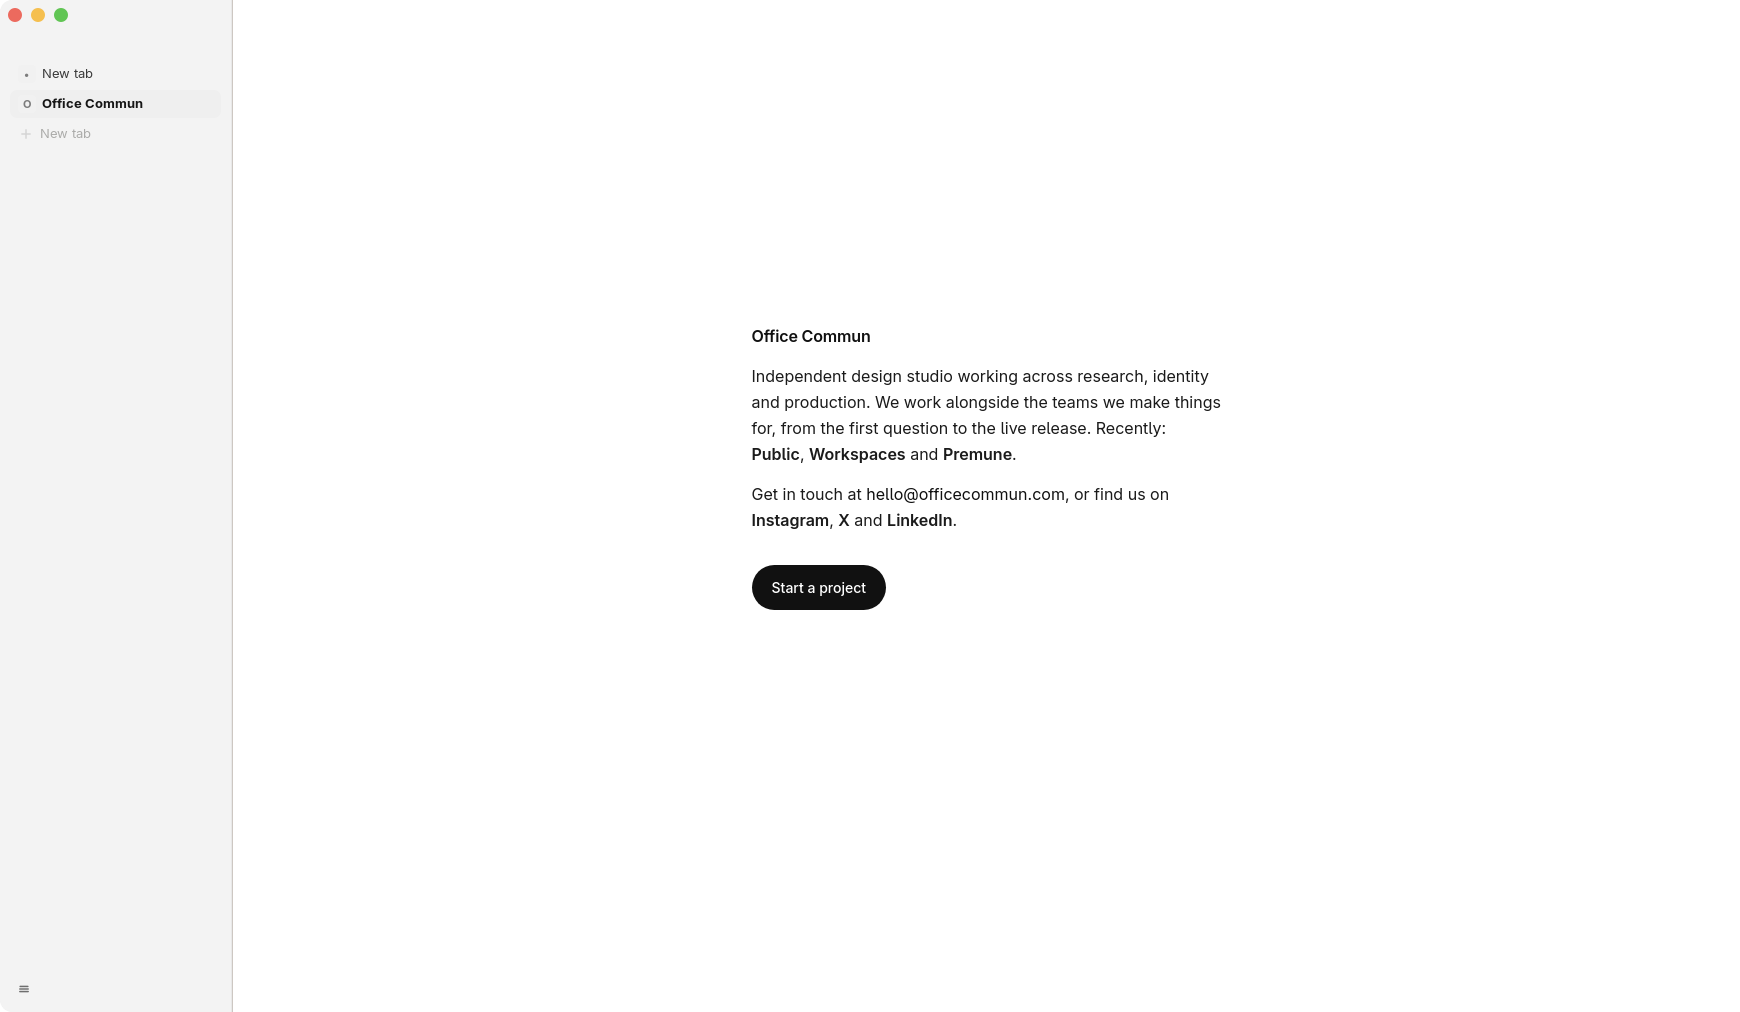 New tab
O Office Commun
+ New tab
Office Commun
Independent design studio working across research, identity
and production. We work alongside the teams we make things
for, from the first question to the live release. Recently:
Public, Workspaces and Premune.
Get in touch at hello@officecommun.com, or find us on
Instagram, X and LinkedIn.
Start a project